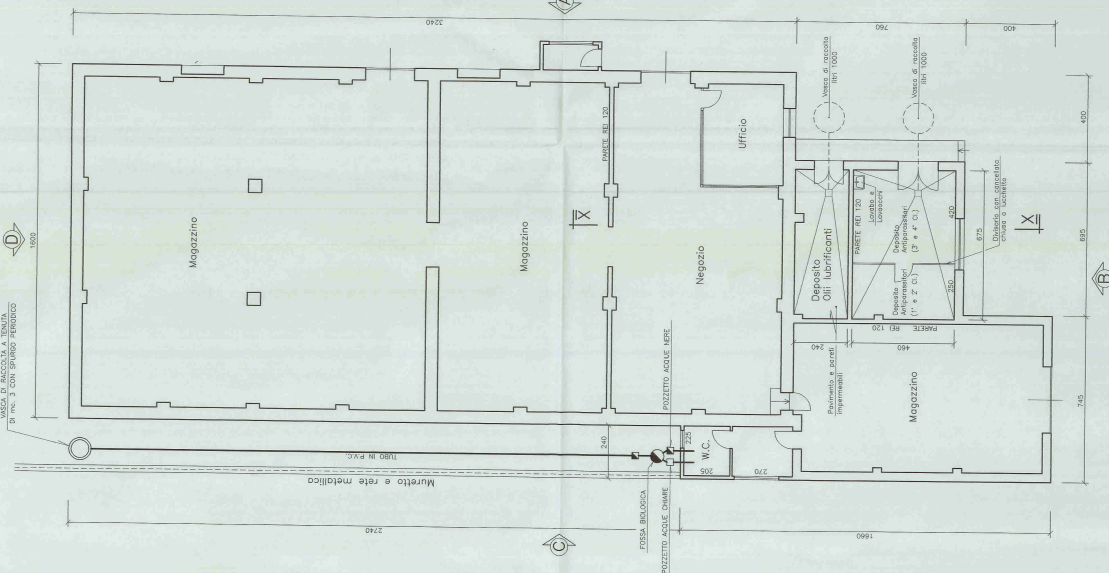 A
3240
760
400
D
1600
VASCA DI RACCOLTA A TENUTA
DI mc. 3 CON SPURGO PERIODICO
Magazzino
Magazzino
PARETE REI 120
X
Negozio
Ufficio
Vasca di raccolta
litri 1000
Vasca di raccolta
litri 1000
400
Deposito
Olii lubrificanti
PARETE REI 120
Lavabo e
Lavaocchi
Deposito
Antiparassitari
(3' e 4' Cl.)
Deposito
Antiparassitari
(1' e 2' Cl.)
420
250
675
Divisorio con cancellata
chiusa a lucchetto
X
695
B
PARETE REI 120
240
460
Pavimento e pareti
impermeabili
Magazzino
745
TUBO IN P.V.C.
Muretto e rete metallica
240
POZZETTO ACQUE NERE
225
W.C.
205
270
FOSSA BIOLOGICA
POZZETTO ACQUE CHIARE
2740
C
1660